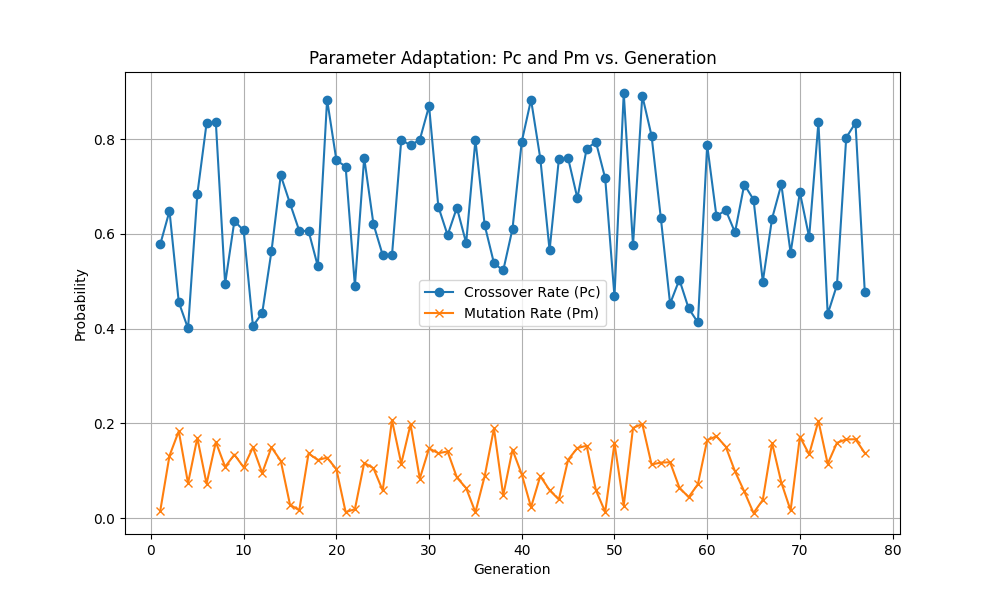 Parameter Adaptation: Pc and Pm vs. Generation
Probability
0.8
0.6
0.4
0.2
0.0
Crossover Rate (Pc)
Mutation Rate (Pm)
0 10 20 30 40 50 60 70 80
Generation